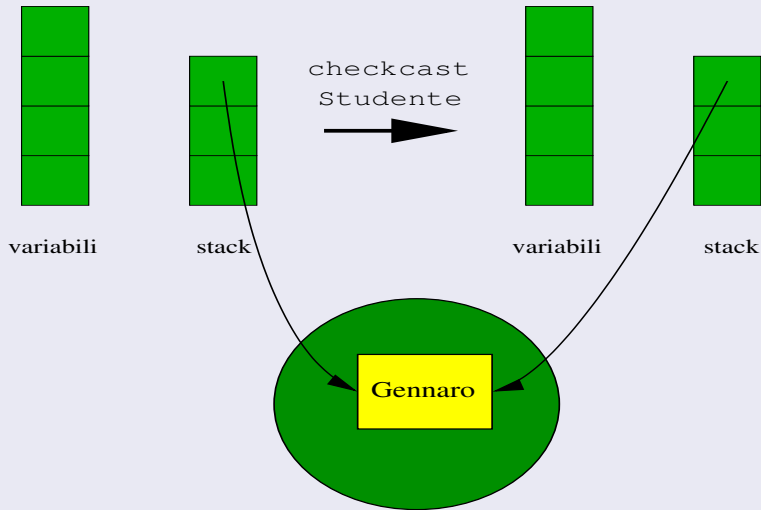 checkcast
Studente
variabili
stack
variabili
stack
Gennaro